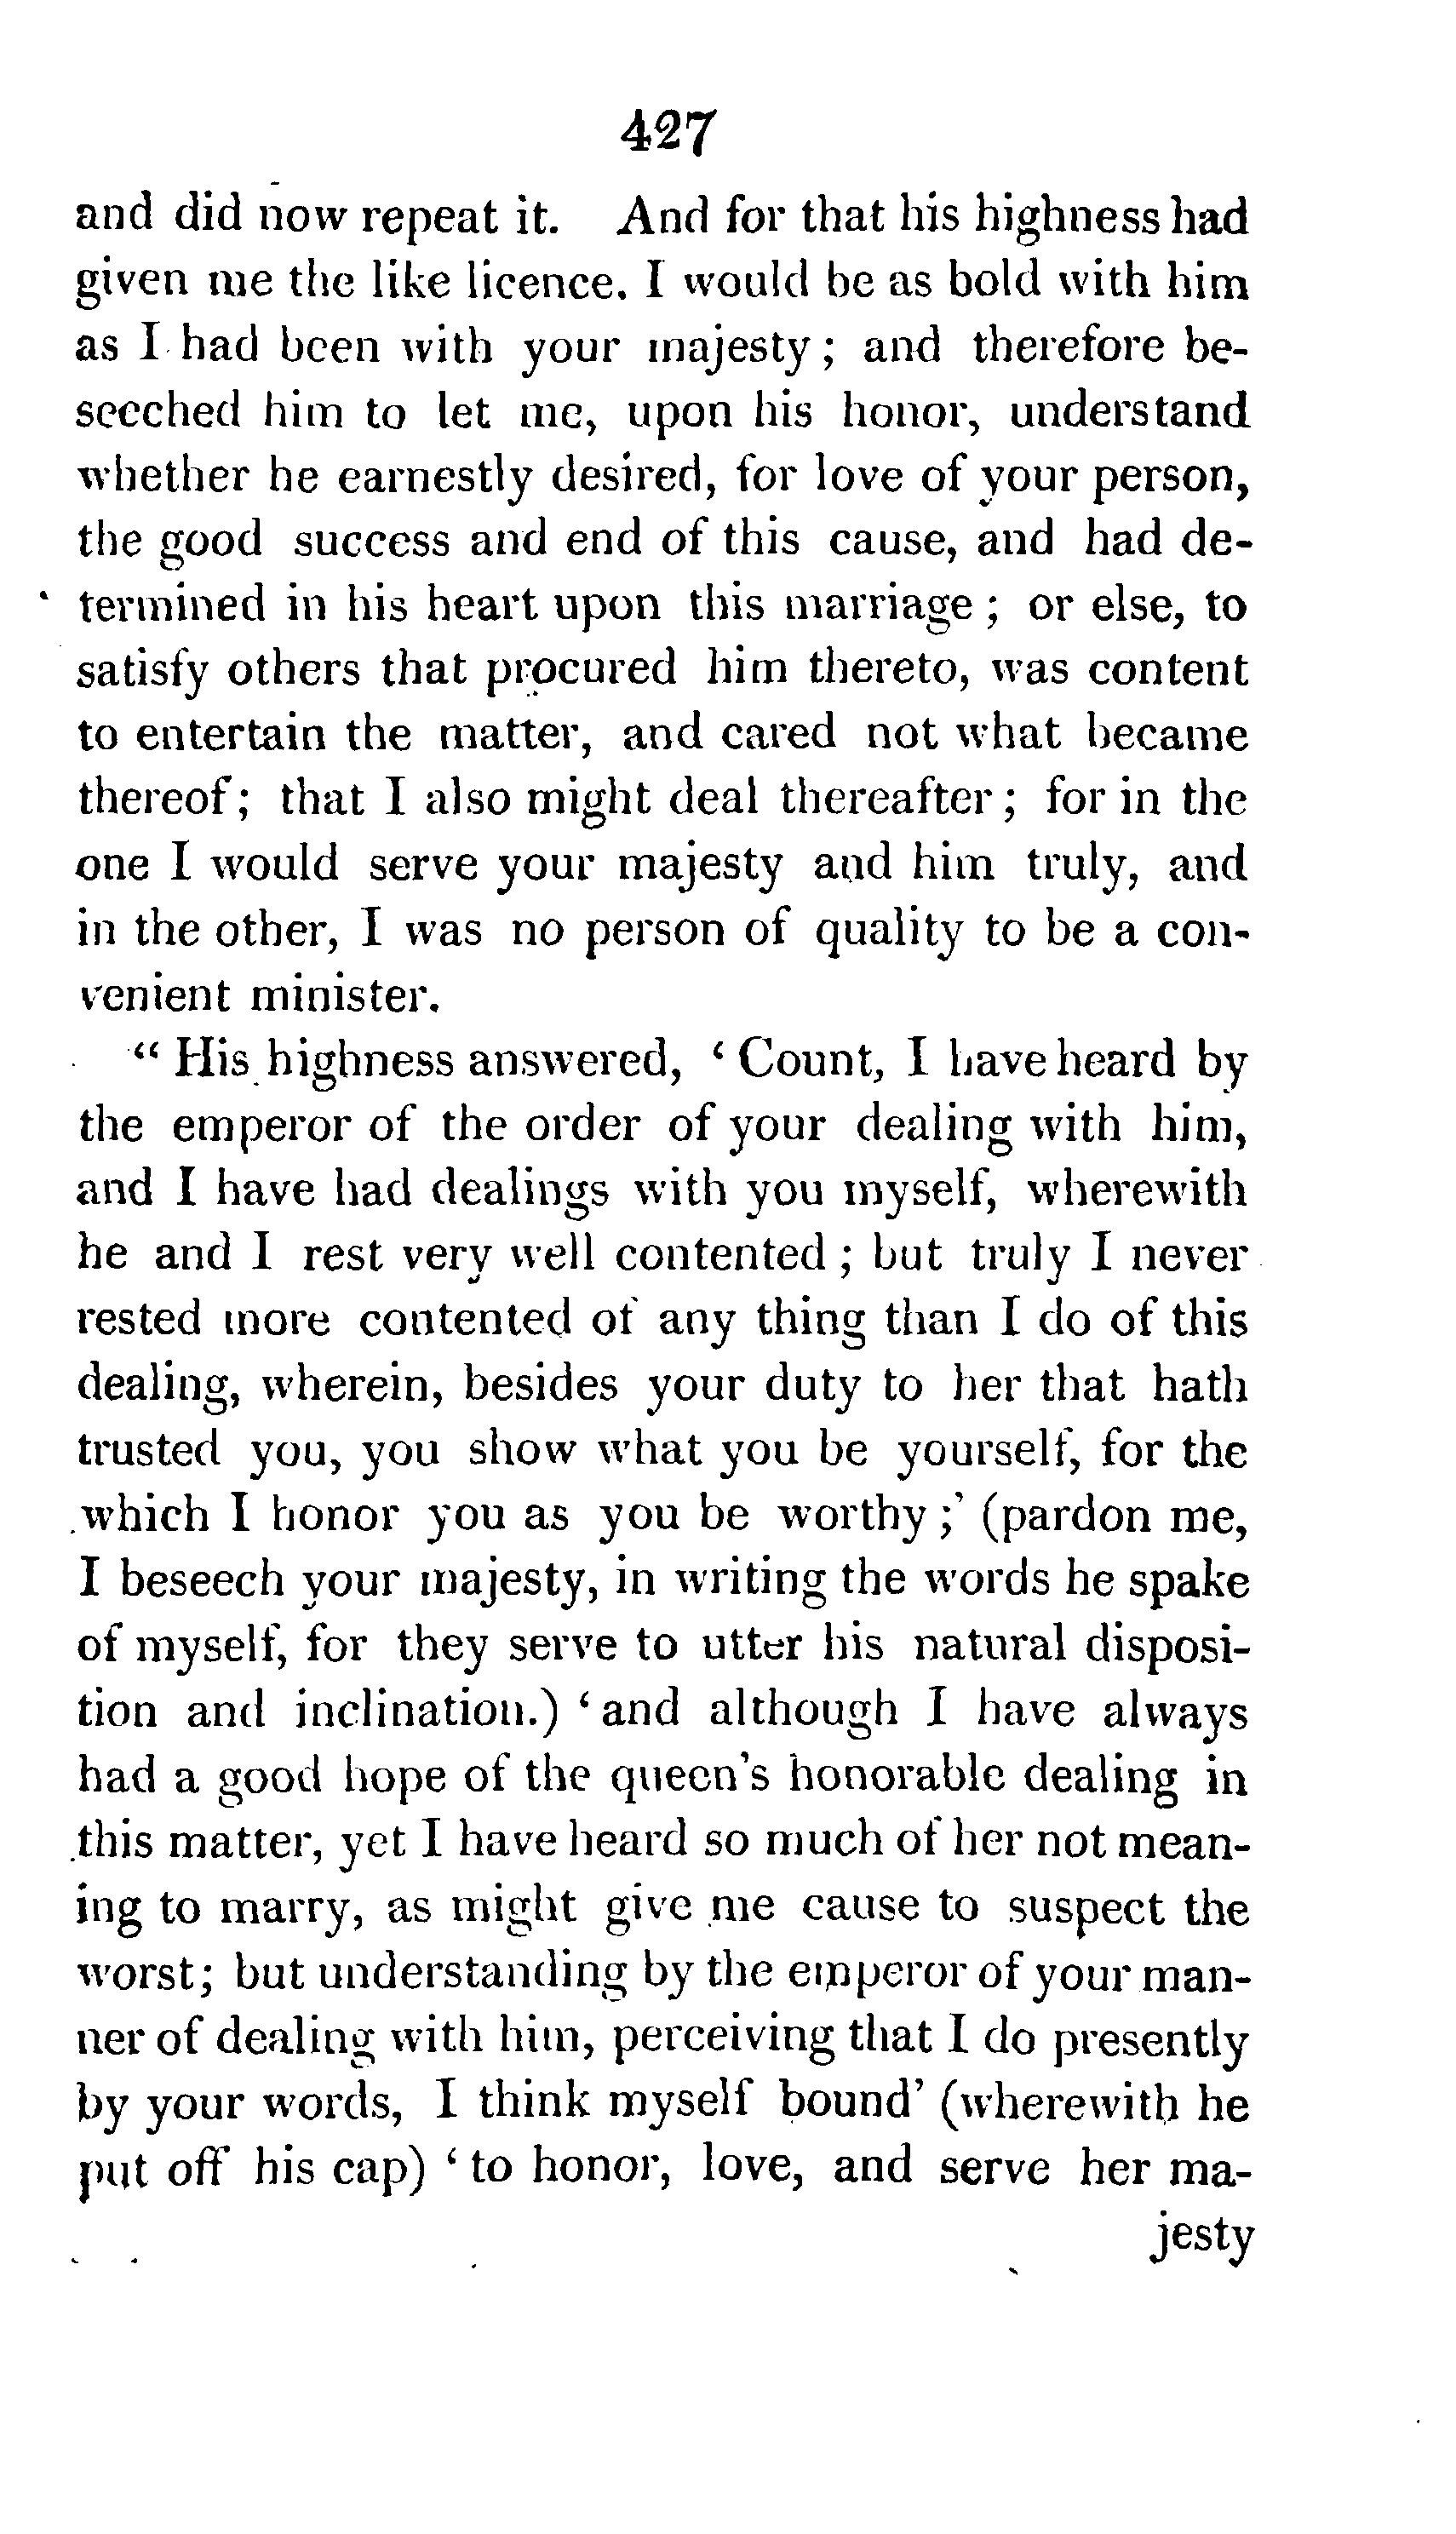 427
and did now repeat it. And for that his highness had
given me the like licence. I would be as bold with him
as I had been with your majesty; and therefore be-
seeched him to let me, upon his honor, understand
whether he earnestly desired, for love of your person,
the good success and end of this cause, and had de-
termined in his heart upon this marriage; or else, to
satisfy others that procured him thereto, was content
to entertain the matter, and cared not what became
thereof; that I also might deal thereafter; for in the
one I would serve your majesty and him truly, and
in the other, I was no person of quality to be a con-
venient minister.
“ His highness answered, ‘ Count, I have heard by
the emperor of the order of your dealing with him,
and I have had dealings with you myself, wherewith
he and I rest very well contented; but truly I never
rested more contented of any thing than I do of this
dealing, wherein, besides your duty to her that hath
trusted you, you show what you be yourself, for the
which I honor you as you be worthy;’ (pardon me,
I beseech your majesty, in writing the words he spake
of myself, for they serve to utter his natural disposi-
tion and inclination.) ‘ and although I have always
had a good hope of the queen's honorable dealing in
this matter, yet I have heard so much of her not mean-
ing to marry, as might give me cause to suspect the
worst; but understanding by the emperor of your man-
ner of dealing with him, perceiving that I do presently
by your words, I think myself bound’ (wherewith he
put off his cap) ‘ to honor, love, and serve her ma-
jesty